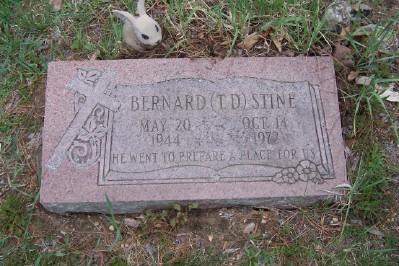 BERNARD (T D) STINE
MAY 20 OCT. 14
1944 1972
HE WENT TO PREPARE A PLACE FOR US